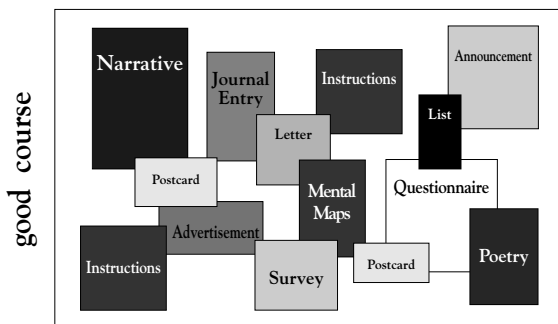 good course
Narrative
Journal
Entry
Instructions
Announcement
List
Letter
Postcard
Mental
Maps
Questionnaire
Advertisement
Instructions
Survey
Postcard
Poetry